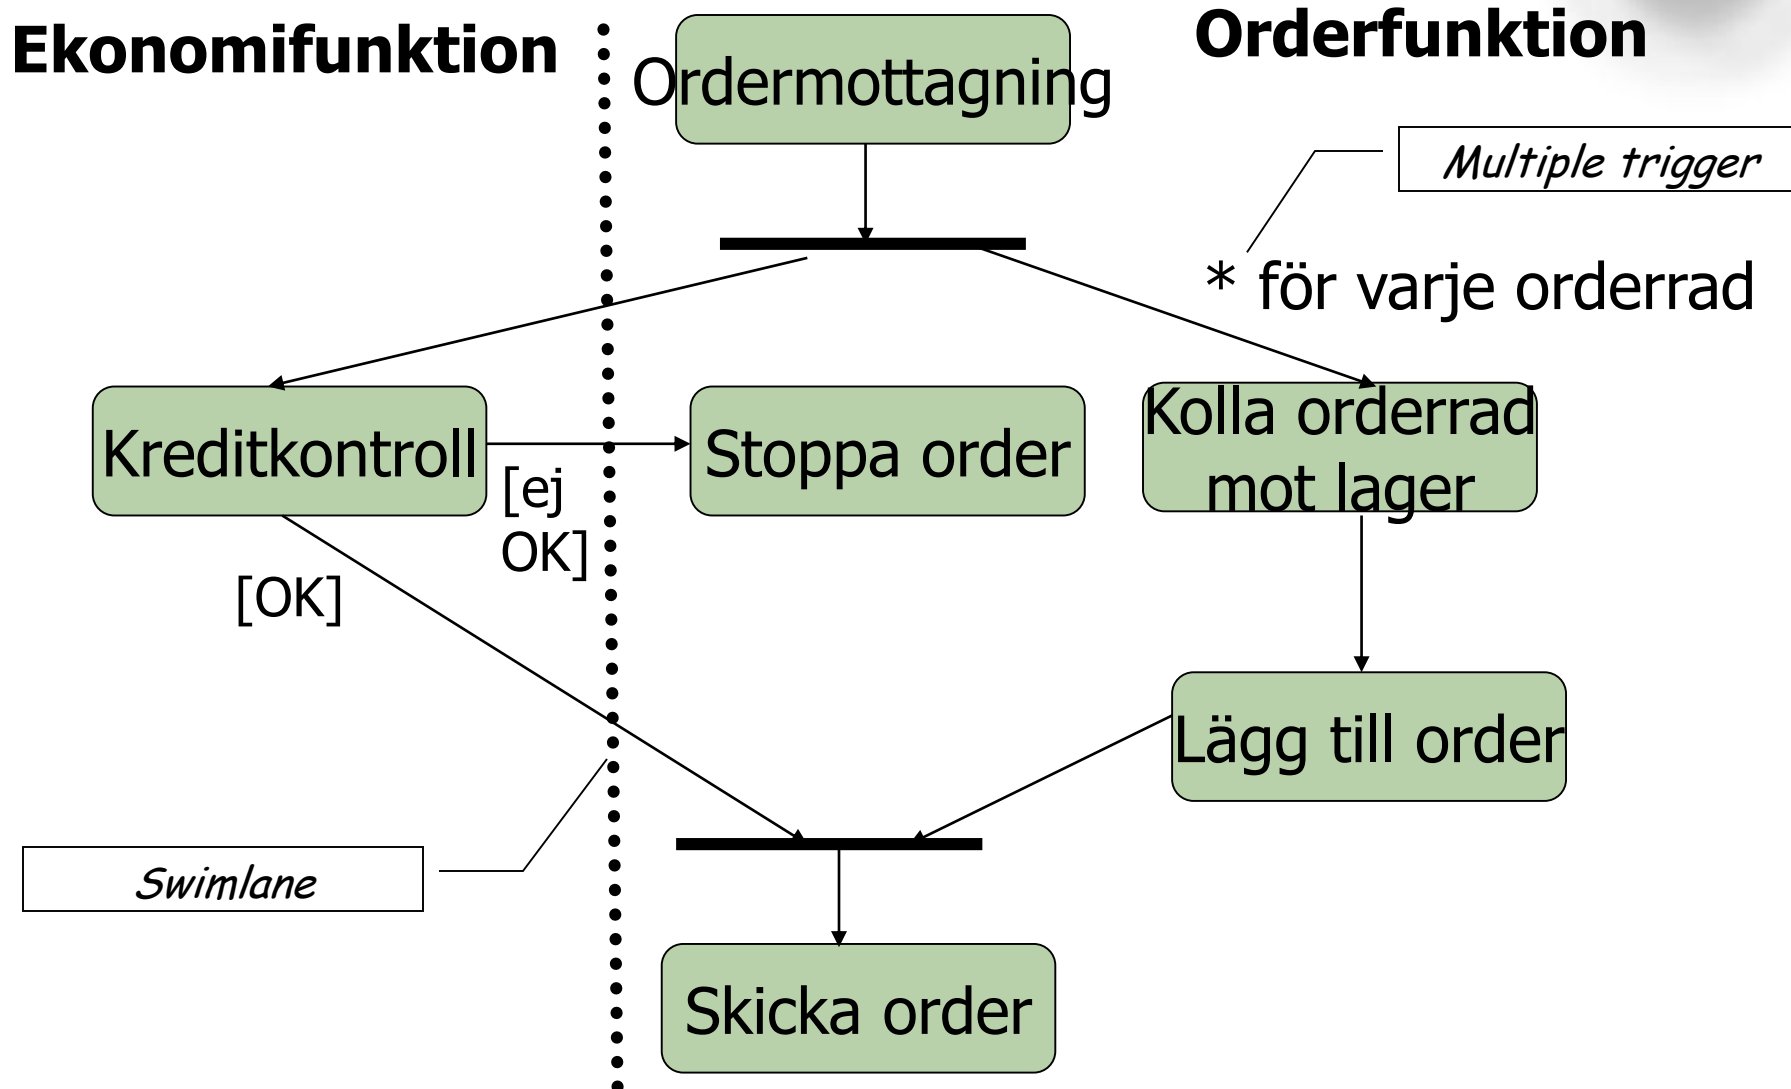 Ekonomifunktion
Orderfunktion
Ordermottagning
Multiple trigger
* för varje orderrad
Kreditkontroll
[ej
OK]
Stoppa order
Kolla orderrad
mot lager
[OK]
Lägg till order
Swimlane
Skicka order